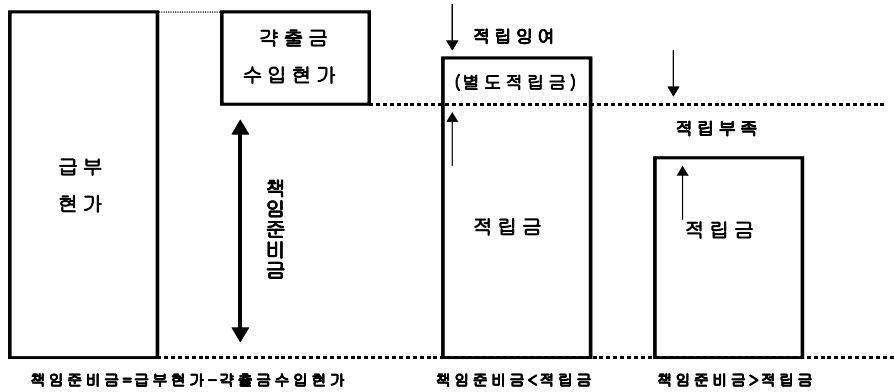 급부
현가
갹출금
수입현가
책임준비금
적립잉여
(별도적립금)
적립금
적립부족
적립금
책임준비금=급부현가-갹출금수입현가
책임준비금<적립금
책임준비금>적립금